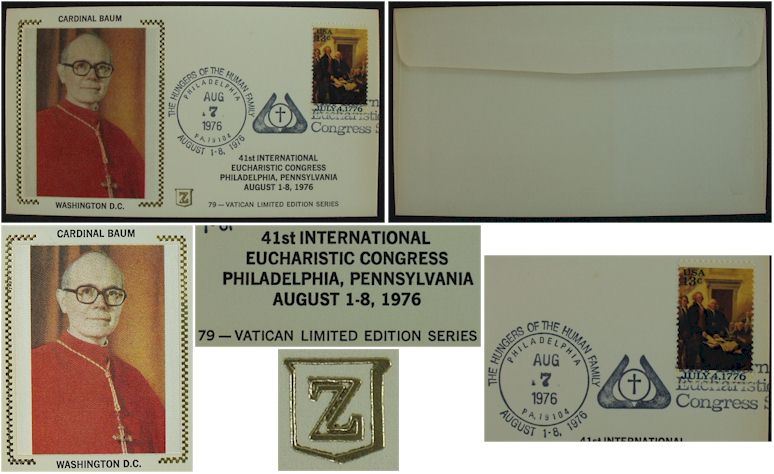 CARDINAL BAUM
WASHINGTON D.C.
THE HUNGERS OF THE HUMAN FAMILY
PHILADELPHIA
AUG
7
1976
PA.19104
AUGUST 1-8, 1976
USA
13c
JULY 4,1776
Eucharistic
Congress S
41st INTERNATIONAL
EUCHARISTIC CONGRESS
PHILADELPHIA, PENNSYLVANIA
AUGUST 1-8, 1976
Z
79 — VATICAN LIMITED EDITION SERIES
CARDINAL BAUM
WASHINGTON D.C.
41st INTERNATIONAL
EUCHARISTIC CONGRESS
PHILADELPHIA, PENNSYLVANIA
AUGUST 1-8, 1976
79 — VATICAN LIMITED EDITION SERIES
Z
THE HUNGERS OF THE HUMAN FAMILY
PHILADELPHIA
AUG
7
1976
PA.19104
AUGUST 1-8, 1976
USA
13c
JULY 4,1776
Eucharistic
Congress S
41st INTERNATIONAL